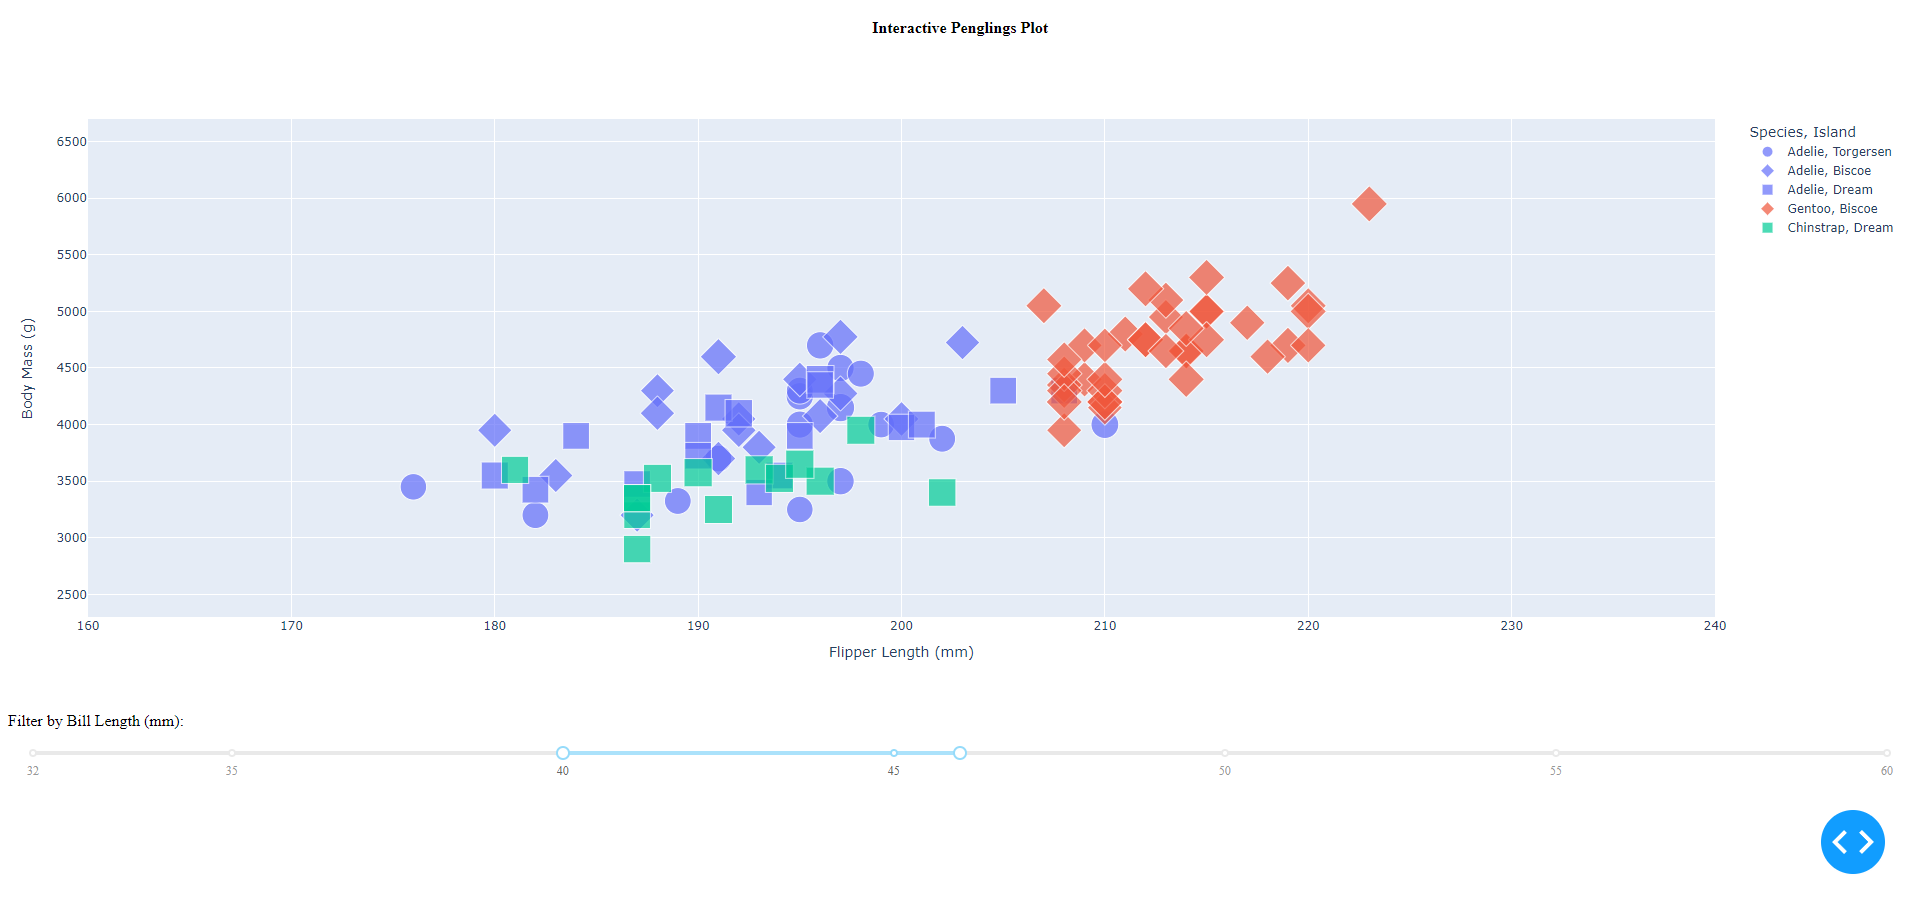 Interactive Penglings Plot
6500
6000
5500
5000
4500
4000
3500
3000
2500
Body Mass (g)
160 170 180 190 200 210 220 230 240
Flipper Length (mm)
Species, Island
Adelie, Torgersen
Adelie, Biscoe
Adelie, Dream
Gentoo, Biscoe
Chinstrap, Dream
Filter by Bill Length (mm):
32 35 40 45 50 55 60